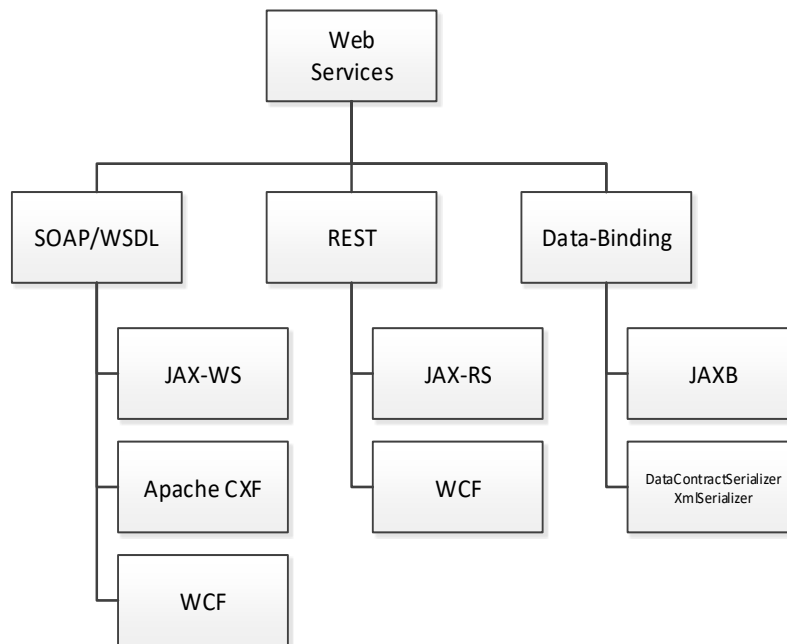 Web
Services
SOAP/WSDL
REST
Data-Binding
JAX-WS
JAX-RS
JAXB
Apache CXF
WCF
DataContractSerializer
XmlSerializer
WCF